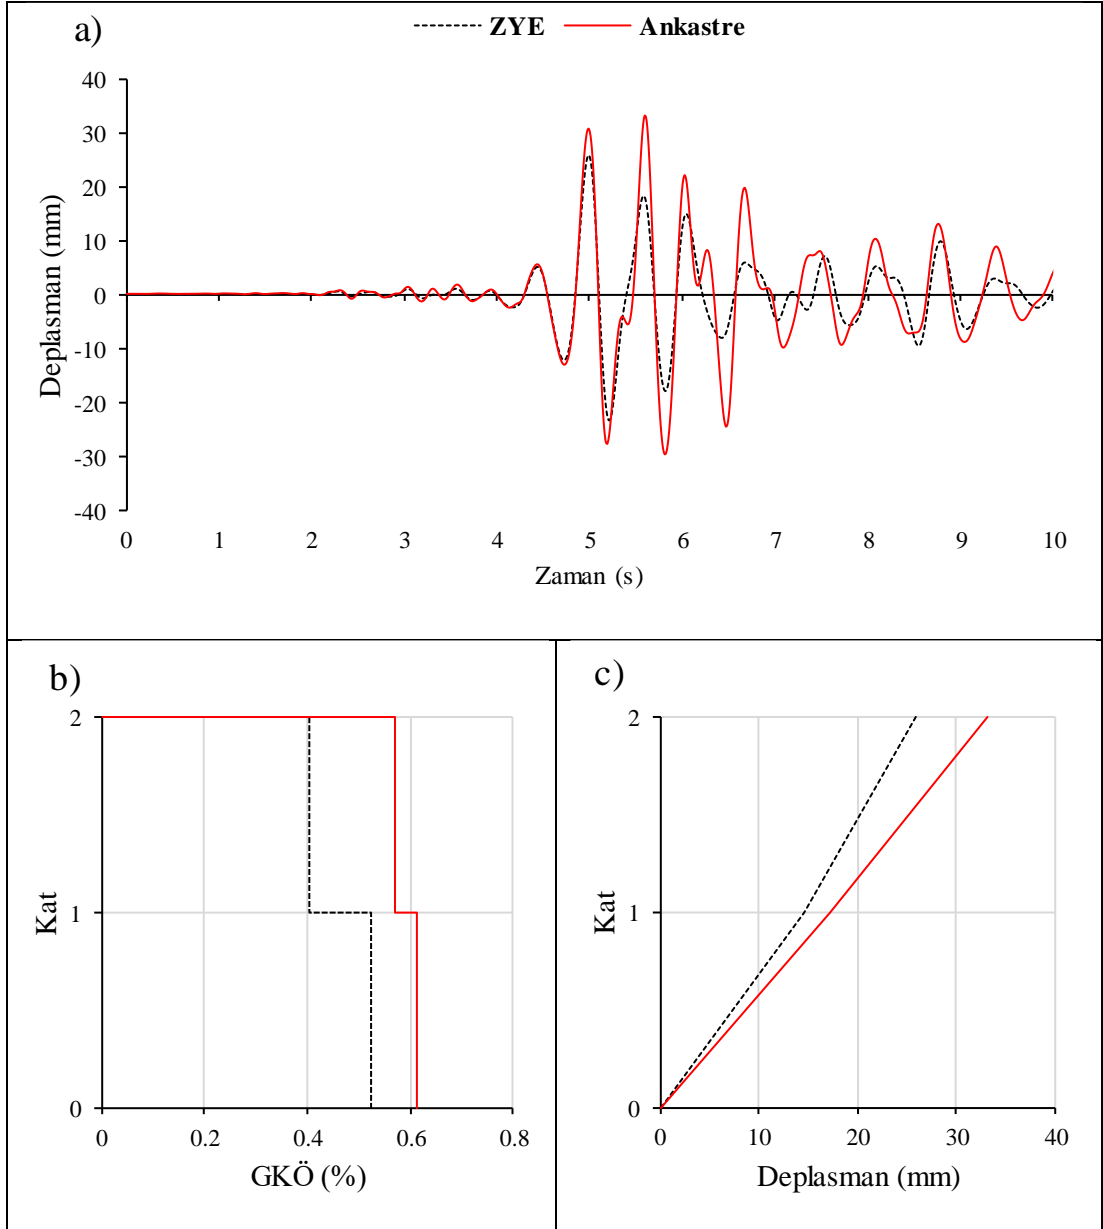 a)
ZYE Ankastre
40
30
20
10
0
-10
-20
-30
-40
Deplasman (mm)
0 1 2 3 4 5 6 7 8 9 10
Zaman (s)
b)
2
1
0
Kat
0 0.2 0.4 0.6 0.8
GKÖ (%)
c)
2
1
0
Kat
0 10 20 30 40
Deplasman (mm)